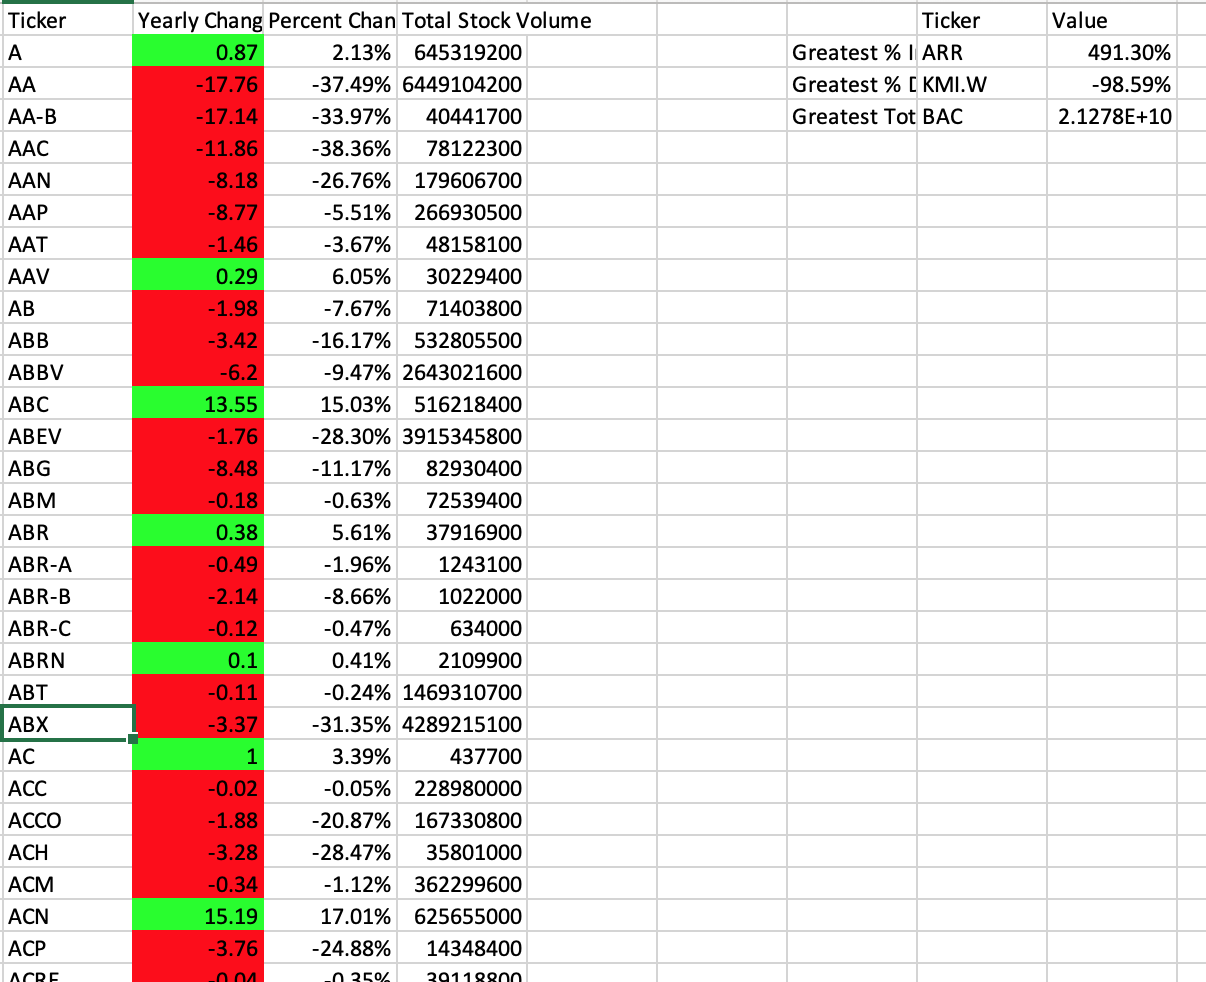 Ticker Yearly Chang Percent Chan Total Stock Volume Ticker Value
A 0.87 2.13% 645319200 Greatest % I ARR 491.30%
AA -17.76 -37.49% 6449104200 Greatest % D KMI.W -98.59%
AA-B -17.14 -33.97% 40441700 Greatest Tot BAC 2.1278E+10
AAC -11.86 -38.36% 78122300
AAN -8.18 -26.76% 179606700
AAP -8.77 -5.51% 266930500
AAT -1.46 -3.67% 48158100
AAV 0.29 6.05% 30229400
AB -1.98 -7.67% 71403800
ABB -3.42 -16.17% 532805500
ABBV -6.2 -9.47% 2643021600
ABC 13.55 15.03% 516218400
ABEV -1.76 -28.30% 3915345800
ABG -8.48 -11.17% 82930400
ABM -0.18 -0.63% 72539400
ABR 0.38 5.61% 37916900
ABR-A -0.49 -1.96% 1243100
ABR-B -2.14 -8.66% 1022000
ABR-C -0.12 -0.47% 634000
ABRN 0.1 0.41% 2109900
ABT -0.11 -0.24% 1469310700
ABX -3.37 -31.35% 4289215100
AC 1 3.39% 437700
ACC -0.02 -0.05% 228980000
ACCO -1.88 -20.87% 167330800
ACH -3.28 -28.47% 35801000
ACM -0.34 -1.12% 362299600
ACN 15.19 17.01% 625655000
ACP -3.76 -24.88% 14348400
ACRE -0.04 -0.35% 39118800